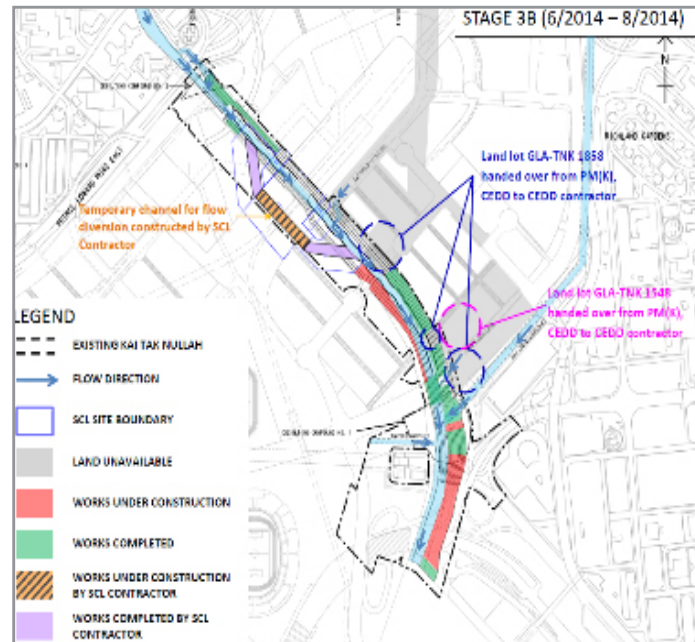 STAGE 3B (6/2014 – 8/2014)
N
RICHLAND GARDENS
Land lot GLA-TNK 1858
handed over from PM(K),
CEDD to CEDD contractor
Temporary channel for flow
diversion constructed by SCL
Contractor
Land lot GLA-TNK 1548
handed over from PM(K),
CEDD to CEDD contractor
LEGEND
EXISTING KAI TAK NULLAH
FLOW DIRECTION
SCL SITE BOUNDARY
LAND UNAVAILABLE
WORKS UNDER CONSTRUCTION
WORKS COMPLETED
WORKS UNDER CONSTRUCTION
BY SCL CONTRACTOR
WORKS COMPLETED BY SCL
CONTRACTOR